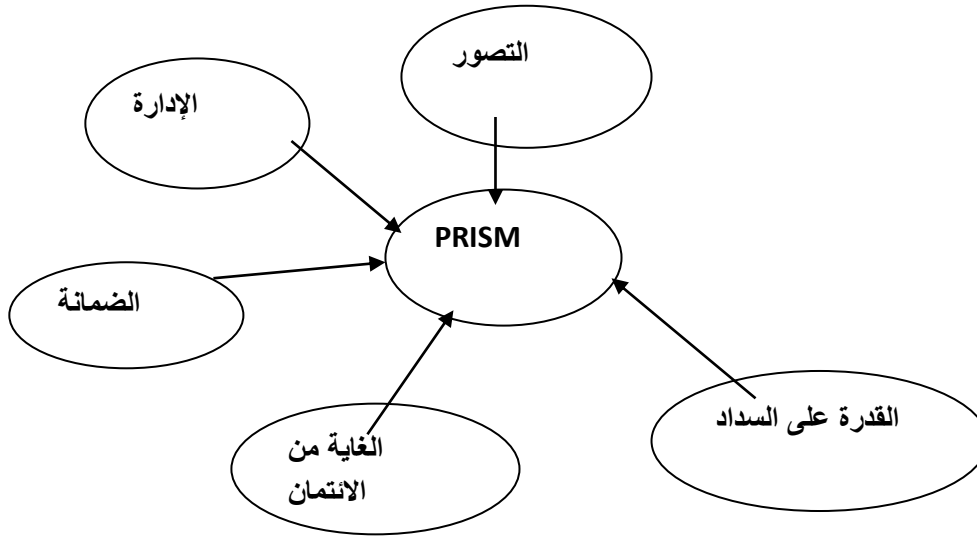 التصور
الإدارة
PRISM
الضمانة
القدرة على السداد
الغاية من
الائتمان